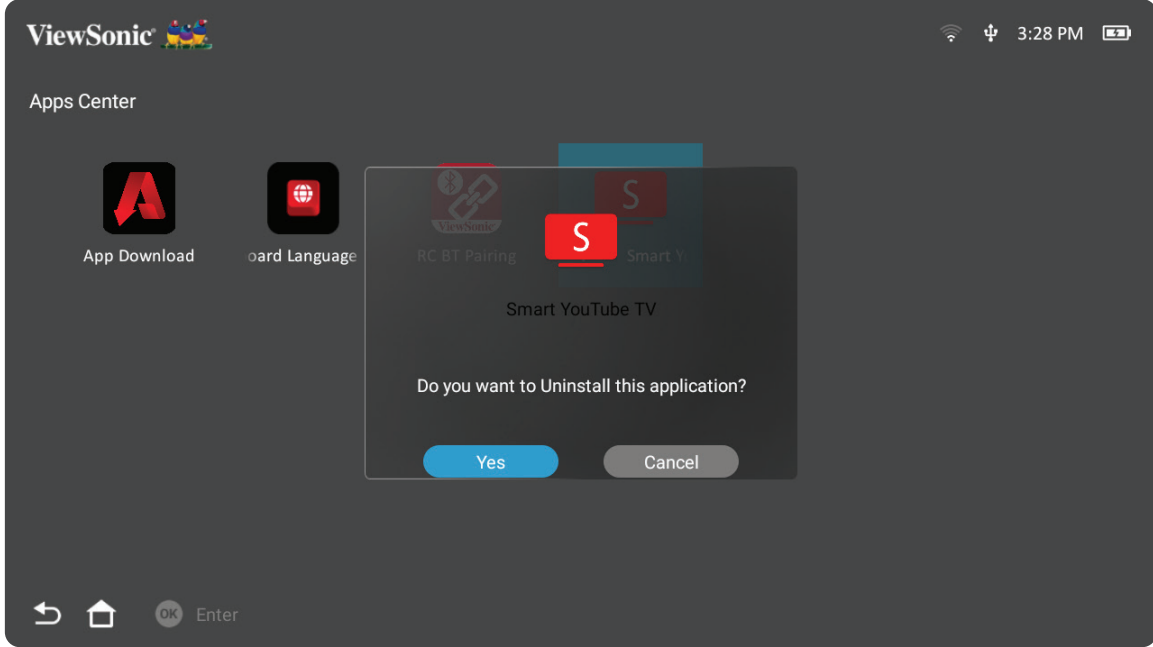 ViewSonic
3:28 PM
Apps Center
ViewSonic
S
S
App Download
oard Language
RC BT Pairing
Smart Y
Smart YouTube TV
Do you want to Uninstall this application?
Yes
Cancel
OK
Enter